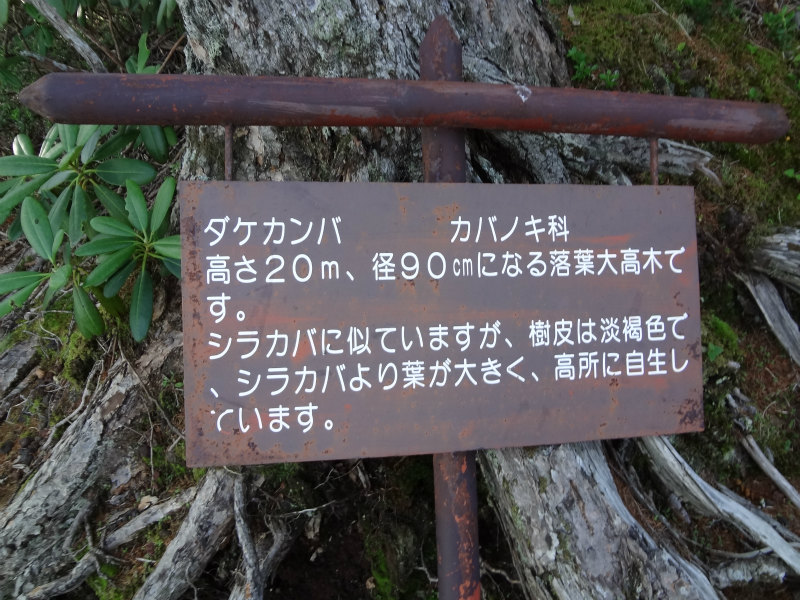 ダケカンバ　　　　カバノキ科
高さ２０ｍ、径９０㎝になる落葉大高木で
す。
シラカバに似ていますが、樹皮は淡褐色で
、シラカバより葉が大きく、高所に自生し
ています。